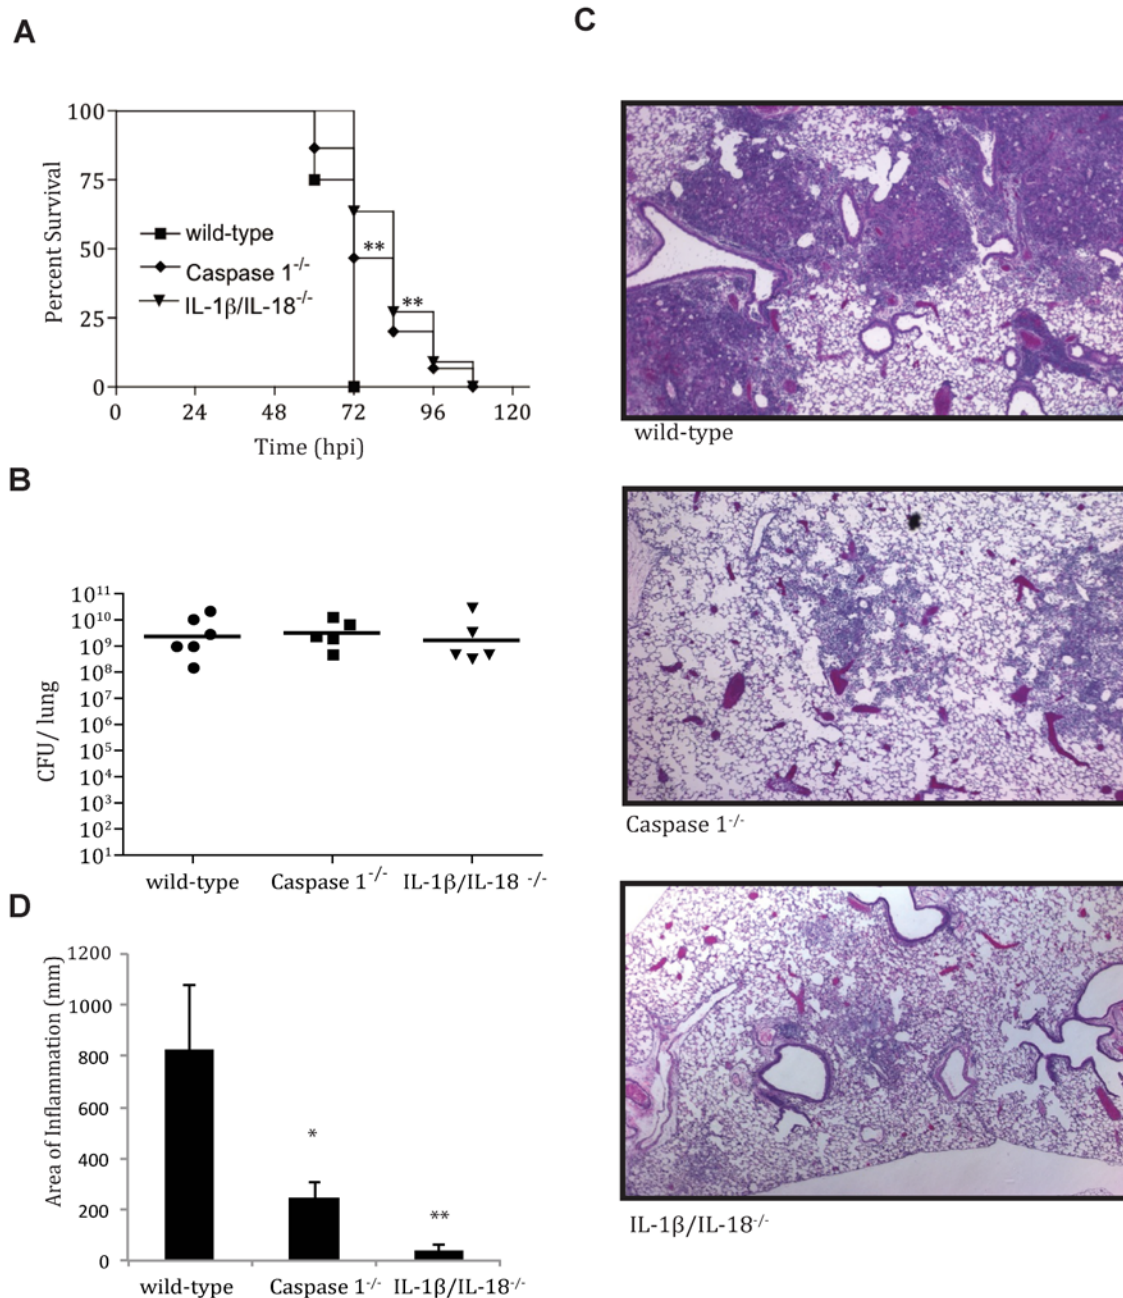 A
100
75
50
25
0
Percent Survival
wild-type
Caspase 1⁻/⁻
IL-1β/IL-18⁻/⁻
**
**
0 24 48 72 96 120
Time (hpi)
B
10¹¹
10¹⁰
10⁹
10⁸
10⁷
10⁶
10⁵
10⁴
10³
10²
10¹
CFU/ lung
wild-type Caspase 1⁻/⁻ IL-1β/IL-18 ⁻/⁻
D
1200
1000
800
600
400
200
0
Area of Inflammation (mm)
*
**
wild-type Caspase 1⁻/⁻ IL-1β/IL-18⁻/⁻
C
wild-type
Caspase 1⁻/⁻
IL-1β/IL-18⁻/⁻